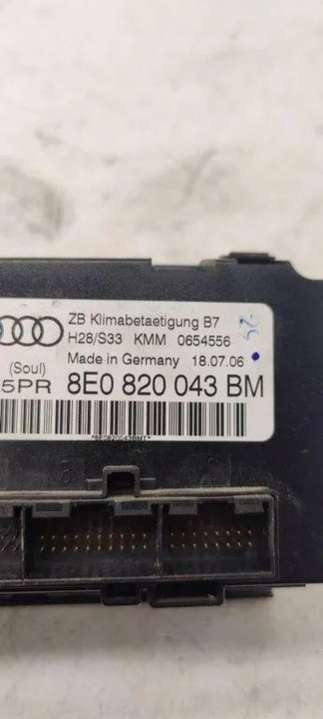 ZB Klimabetaetigung B7
H28/S33 KMM 0654556
Made in Germany 18.07.06
(Soul)
5PR 8E0 820 043 BM